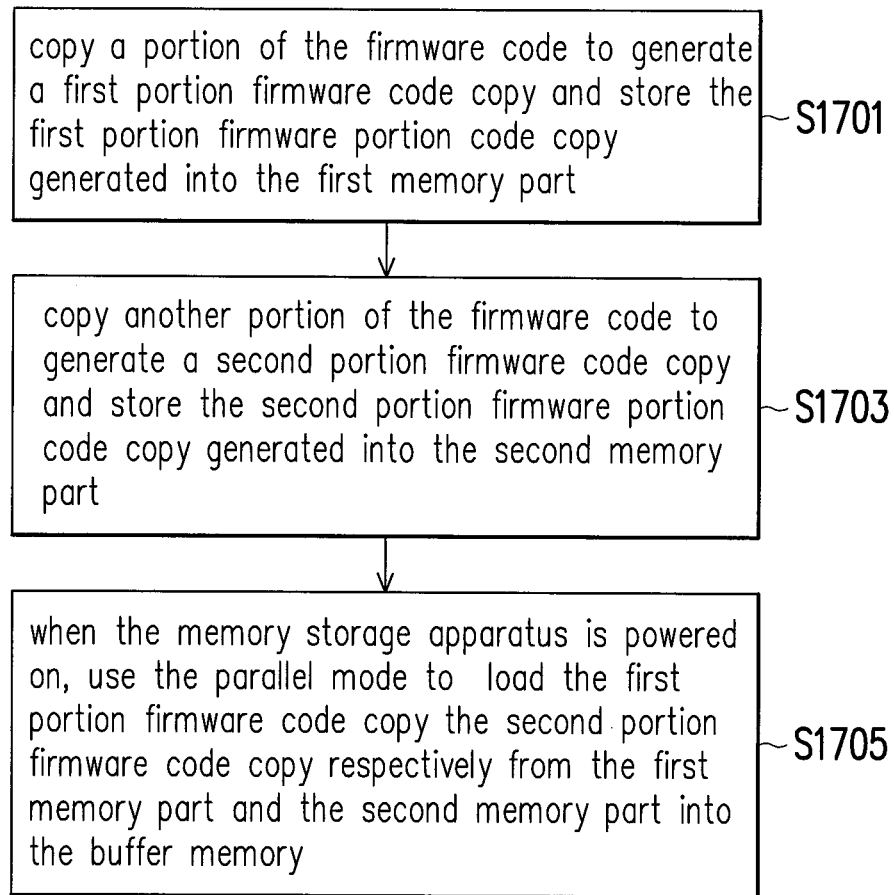 copy a portion of the firmware code to generate
a first portion firmware code copy and store the
first portion firmware portion code copy
generated into the first memory part
S1701
copy another portion of the firmware code to
generate a second portion firmware code copy
and store the second portion firmware portion
code copy generated into the second memory
part
S1703
when the memory storage apparatus is powered
on, use the parallel mode to load the first
portion firmware code copy the second portion
firmware code copy respectively from the first
memory part and the second memory part into
the buffer memory
S1705